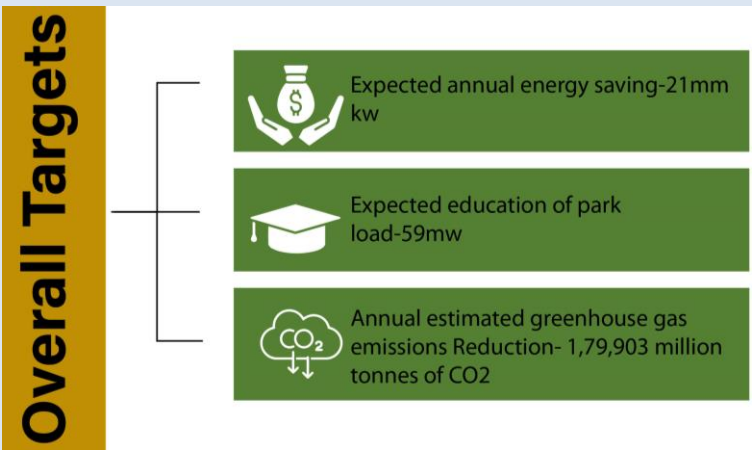 Overall Targets
$
Expected annual energy saving-21mm
kw
Expected education of park
load-59mw
CO2
Annual estimated greenhouse gas
emissions Reduction- 1,79,903 million
tonnes of CO2